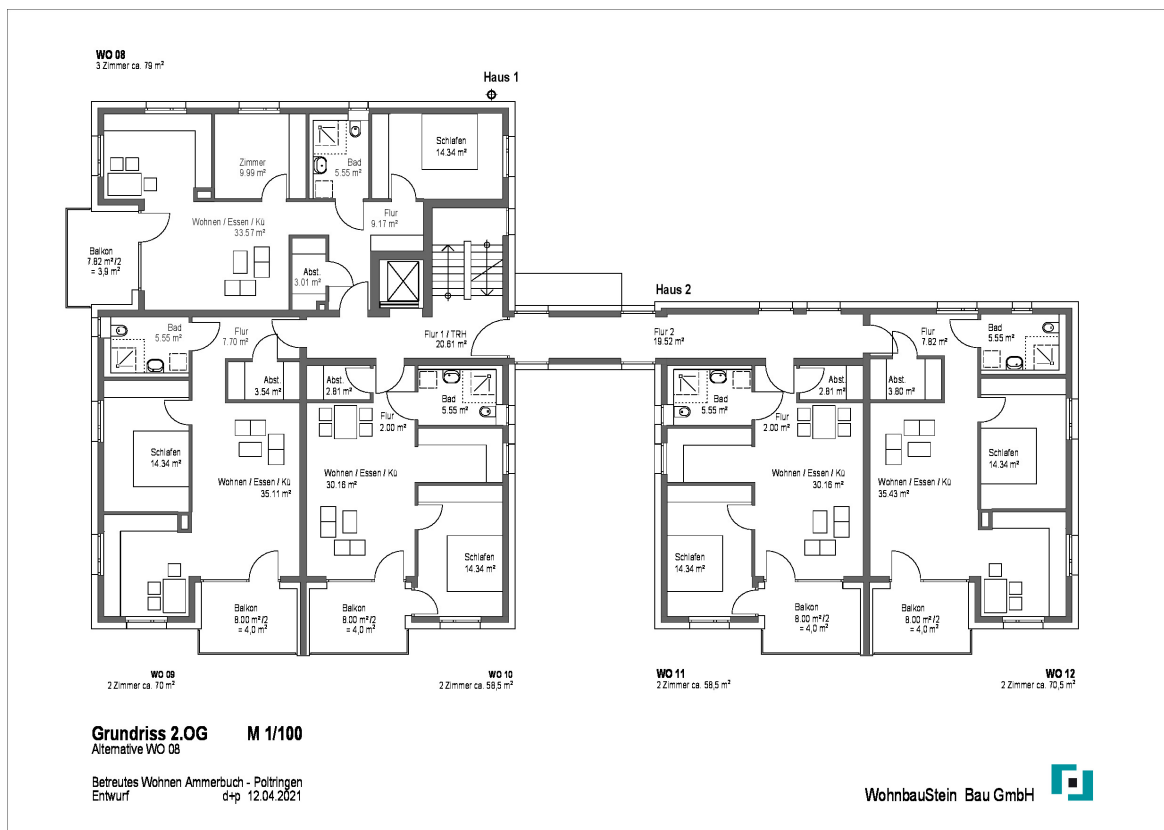 WO 08
3 Zimmer ca. 79 m²
Haus 1
Schlafen
14.34 m²
Zimmer
9.99 m²
Bad
5.55 m²
Flur
9.17 m²
Wohnen / Essen / Kü
33.57 m²
Balkon
7.82 m²/2
= 3,9 m²
Abst.
3.01 m²
Haus 2
Bad
5.55 m²
Flur
7.70 m²
Flur 1 / TRH
20.61 m²
Flur 2
19.52 m²
Flur
7.82 m²
Bad
5.55 m²
Abst.
3.54 m²
Abst.
2.81 m²
Bad
5.55 m²
Bad
5.55 m²
Abst.
2.81 m²
Abst.
3.80 m²
Flur
2.00 m²
Flur
2.00 m²
Schlafen
14.34 m²
Wohnen / Essen / Kü
35.11 m²
Wohnen / Essen / Kü
30.16 m²
Wohnen / Essen / Kü
30.16 m²
Wohnen / Essen / Kü
35.43 m²
Schlafen
14.34 m²
Schlafen
14.34 m²
Schlafen
14.34 m²
Balkon
8.00 m²/2
= 4,0 m²
Balkon
8.00 m²/2
= 4,0 m²
Balkon
8.00 m²/2
= 4,0 m²
Balkon
8.00 m²/2
= 4,0 m²
WO 09
2 Zimmer ca. 70 m²
WO 10
2 Zimmer ca. 58,5 m²
WO 11
2 Zimmer ca. 58,5 m²
WO 12
2 Zimmer ca. 70,5 m²
Grundriss 2.OG M 1/100
Alternative WO 08
Betreutes Wohnen Ammerbuch - Poltringen
Entwurf d+p 12.04.2021
WohnbauStein Bau GmbH